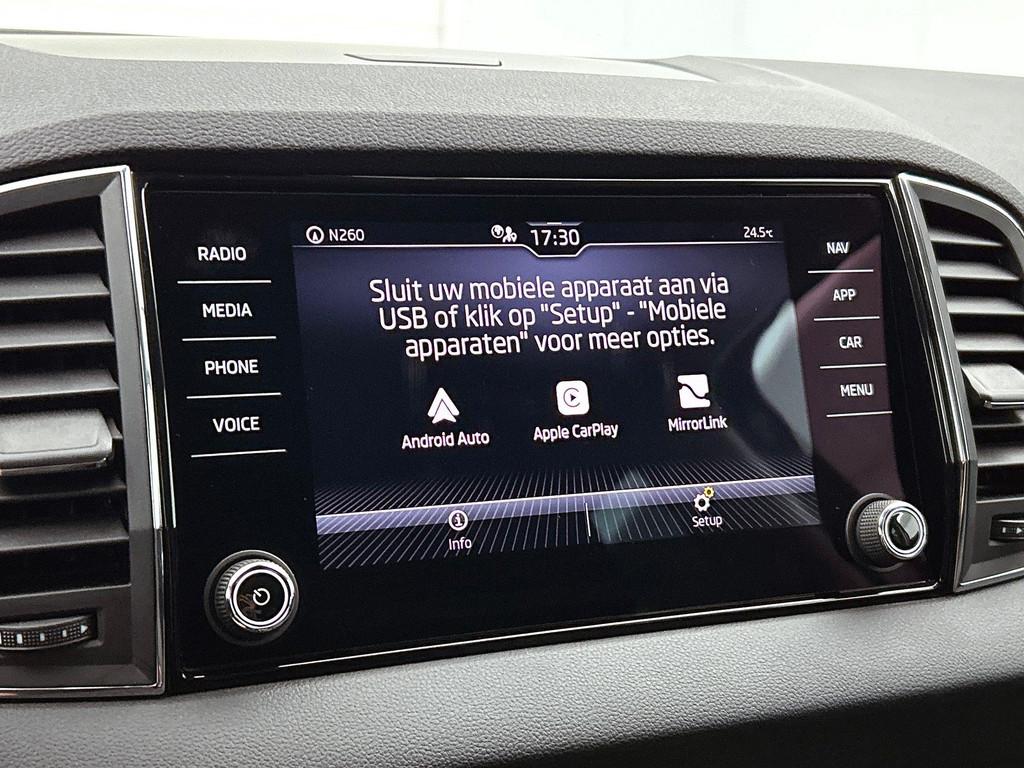 N260
17:30
24.5°C
RADIO
MEDIA
PHONE
VOICE
Sluit uw mobiele apparaat aan via
USB of klik op "Setup" - "Mobiele
apparaten" voor meer opties.
Android Auto
Apple CarPlay
MirrorLink
Info
Setup
NAV
APP
CAR
MENU